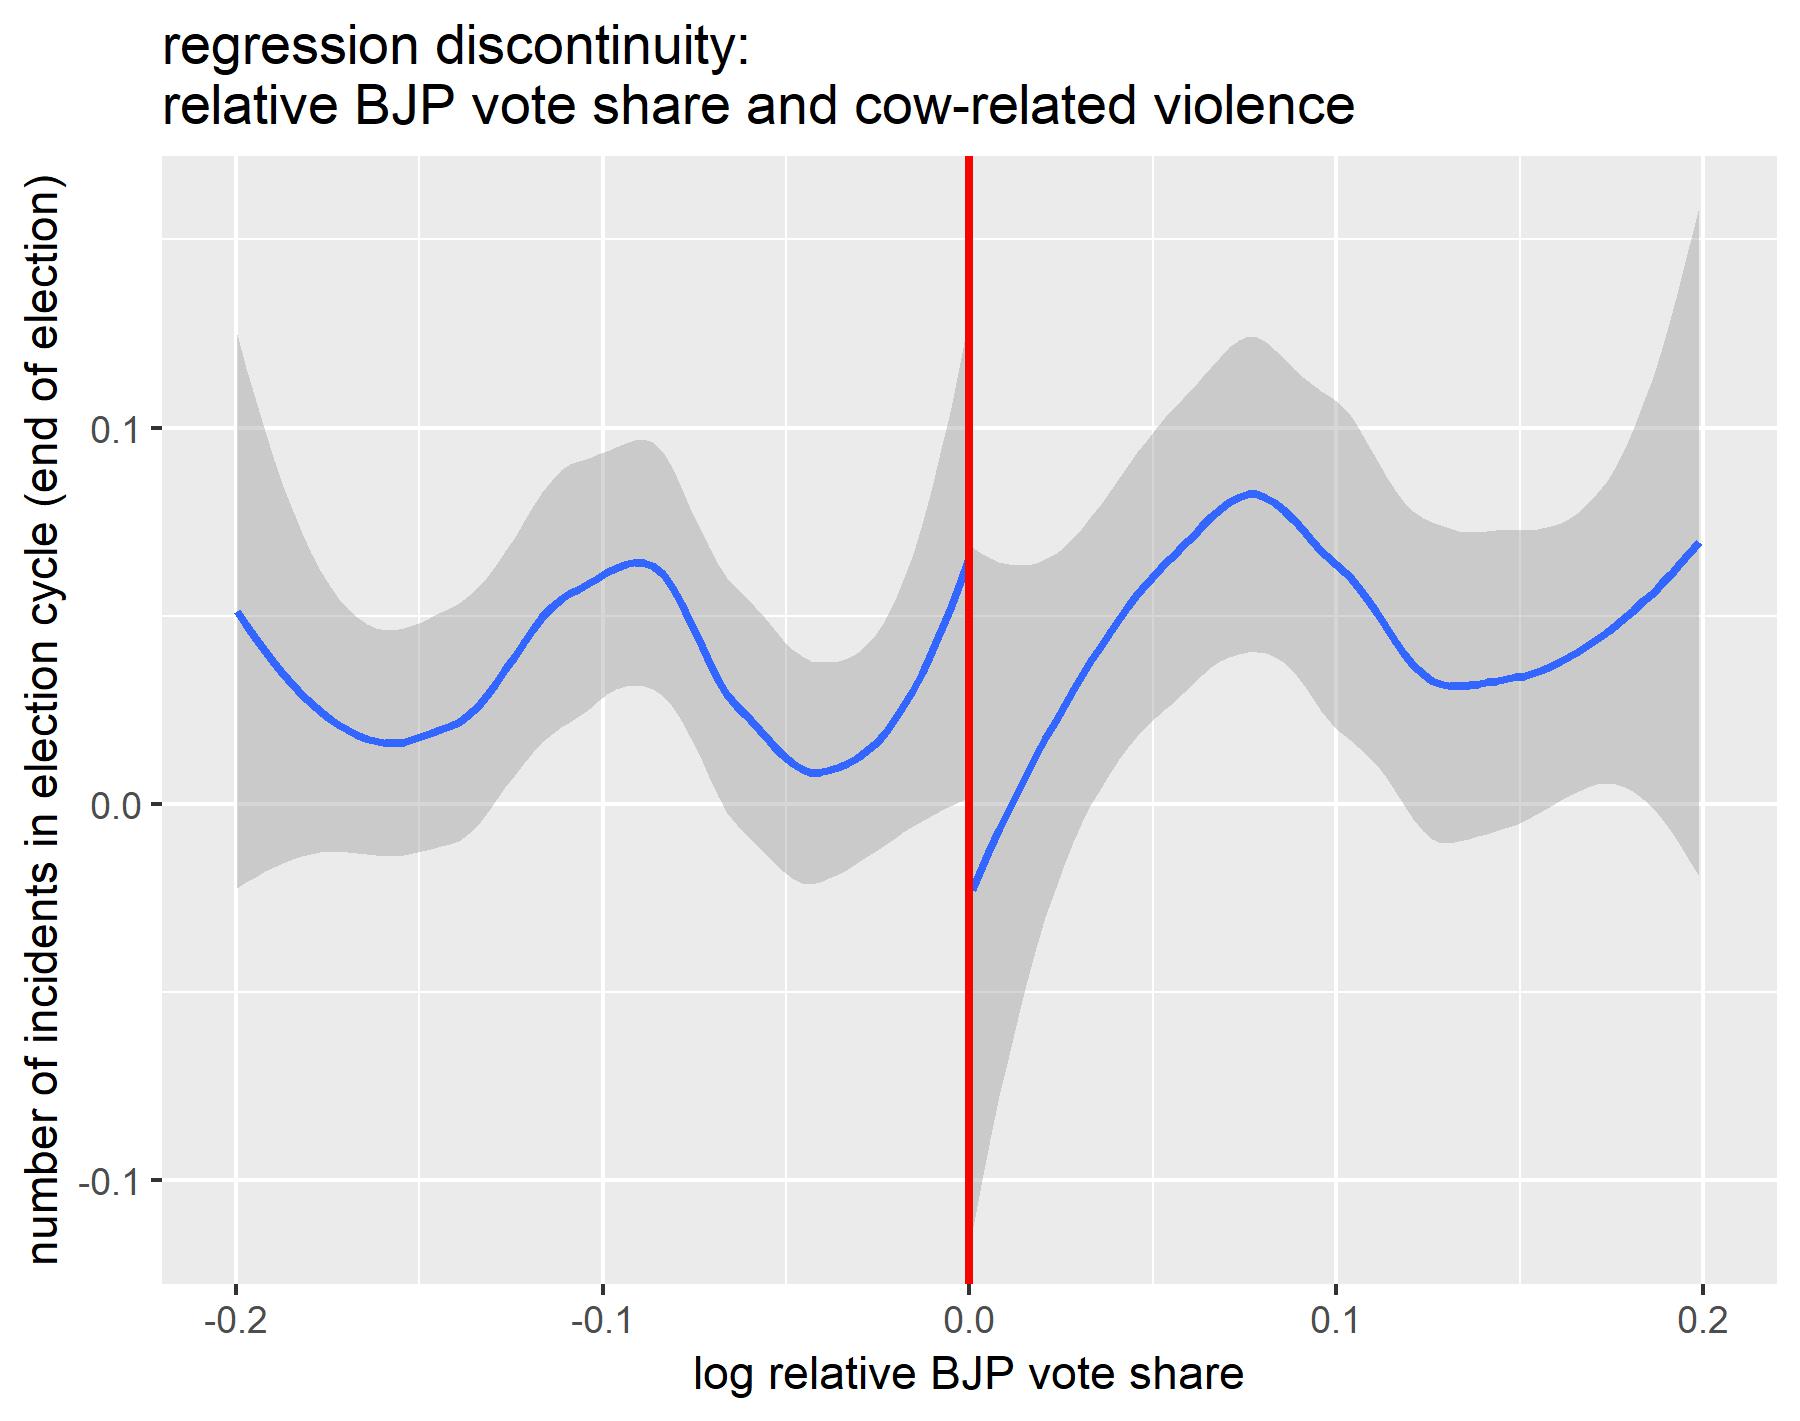 regression discontinuity:
relative BJP vote share and cow-related violence
number of incidents in election cycle (end of election)
0.1
0.0
-0.1
-0.2
-0.1
0.0
0.1
0.2
log relative BJP vote share